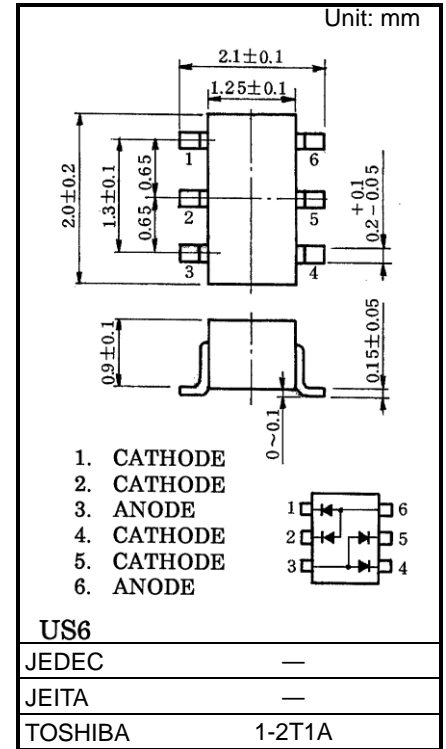 Unit: mm
2.1±0.1
1.25±0.1
2.0±0.2
1.3±0.1
0.65
0.65
1
2
3
6
5
4
+0.1
0.2-0.05
0.9±0.1
0.15±0.05
0~0.1
1. CATHODE
2. CATHODE
3. ANODE
4. CATHODE
5. CATHODE
6. ANODE
1 6
2 5
3 4
US6
JEDEC —
JEITA —
TOSHIBA 1-2T1A